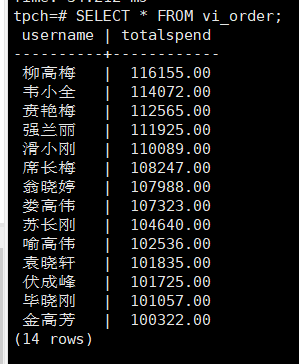 tpch=# SELECT * FROM vi_order;
username | totalspend
----------+------------
柳高梅 | 116155.00
韦小全 | 114072.00
贲艳梅 | 112565.00
强兰丽 | 111925.00
滑小刚 | 110089.00
席长梅 | 108247.00
翁晓婷 | 107988.00
娄高伟 | 107323.00
苏长刚 | 104640.00
喻高伟 | 102536.00
袁晓轩 | 101835.00
伏成峰 | 101725.00
毕晓刚 | 101057.00
金高芳 | 100322.00
(14 rows)